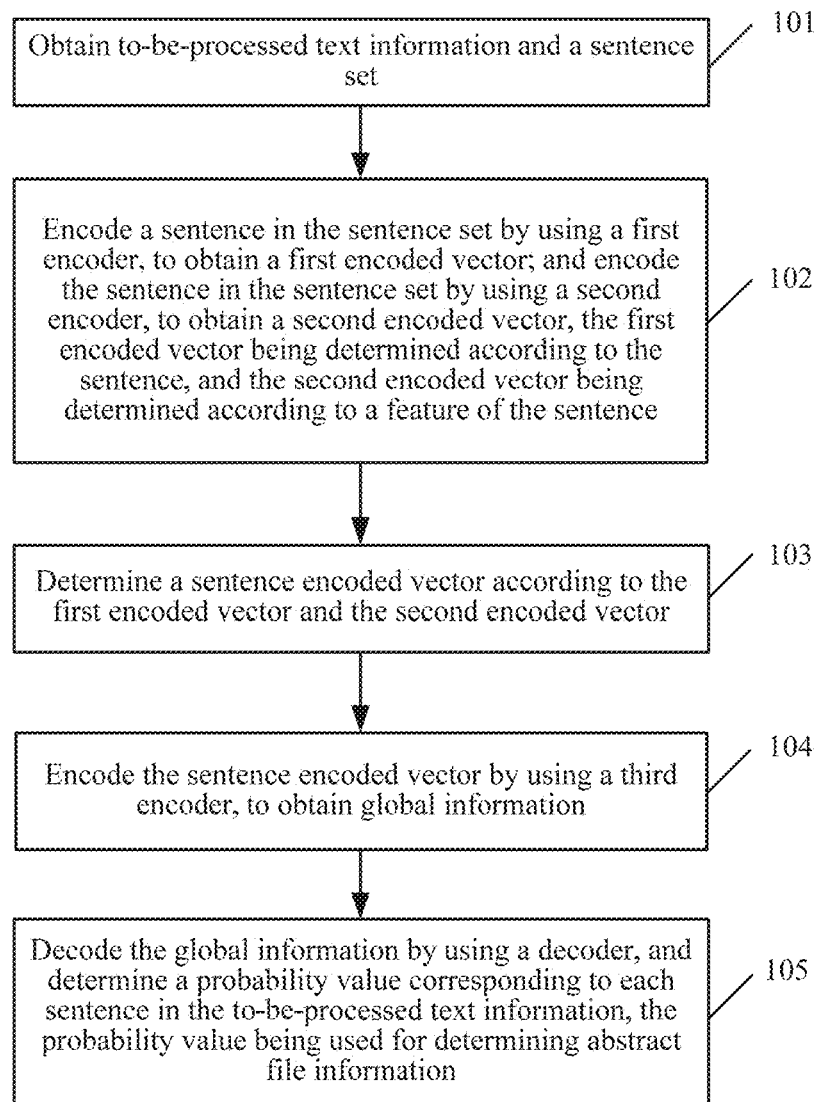 101
Obtain to-be-processed text information and a sentence
set
Encode a sentence in the sentence set by using a first
encoder, to obtain a first encoded vector; and encode
the sentence in the sentence set by using a second
encoder, to obtain a second encoded vector, the first
encoded vector being determined according to the
sentence, and the second encoded vector being
determined according to a feature of the sentence
102
Determine a sentence encoded vector according to the
first encoded vector and the second encoded vector
103
Encode the sentence encoded vector by using a third
encoder, to obtain global information
104
Decode the global information by using a decoder, and
determine a probability value corresponding to each
sentence in the to-be-processed text information, the
probability value being used for determining abstract
file information
105